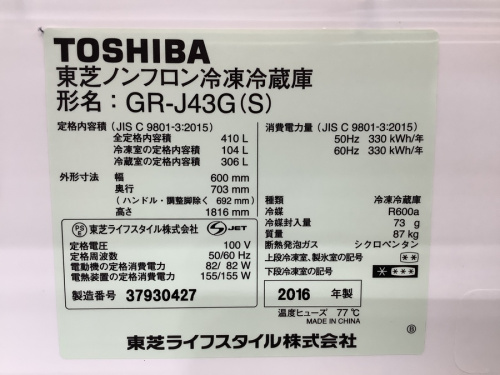 TOSHIBA
東芝ノンフロン冷凍冷蔵庫
形名：GR-J43G(S)
定格内容積（JIS C 9801-3:2015）
全定格内容積 410 L
冷凍室の定格内容積 104 L
冷蔵室の定格内容積 306 L
外形寸法 幅 600 mm
奥行 703 mm
（ハンドル・調整脚除く 692 mm）
高さ 1816 mm
PS E 東芝ライフスタイル株式会社 JET
定格電圧 100 V
定格周波数 50/60 Hz
電動機の定格消費電力 82/ 82 W
電熱装置の定格消費電力 155/155 W
製造番号 37930427
消費電力量（JIS C 9801-3:2015）
50Hz 330 kWh/年
60Hz 330 kWh/年
種類 冷凍冷蔵庫
冷媒 R600a
冷媒封入量 73 g
質量 87 kg
断熱発泡ガス シクロペンタン
上段冷凍室、製氷室の記号 ＊＊
下段冷凍室の記号 ＊ ＊＊＊
2016 年製
温度ヒューズ 77℃
MADE IN CHINA
東芝ライフスタイル株式会社
Ⓑ